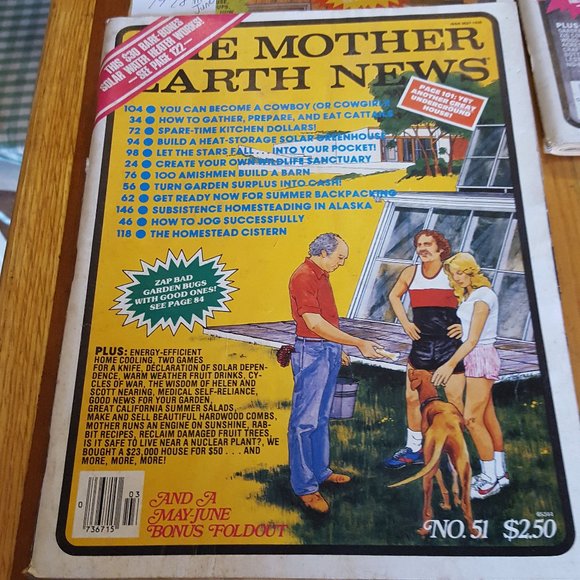 THIS $30 BARE-BONES
SOLAR WATER HEATER WORKS!
— SEE PAGE 122 —
THE MOTHER
EARTH NEWS
PAGE 101: YET
ANOTHER GREAT
UNDERGROUND
HOUSE!
104 ● YOU CAN BECOME A COWBOY (OR COWGIRL)
34 ● HOW TO GATHER, PREPARE, AND EAT CATTAILS
72 ● SPARE-TIME KITCHEN DOLLARS!
94 ● BUILD A HEAT-STORAGE SOLAR GREENHOUSE
98 ● LET THE STARS FALL . . . INTO YOUR POCKET!
24 ● CREATE YOUR OWN WILDLIFE SANCTUARY
76 ● 100 AMISHMEN BUILD A BARN
56 ● TURN GARDEN SURPLUS INTO CASH!
62 ● GET READY NOW FOR SUMMER BACKPACKING
146 ● SUBSISTENCE HOMESTEADING IN ALASKA
46 ● HOW TO JOG SUCCESSFULLY
118 ● THE HOMESTEAD CISTERN
ZAP BAD
GARDEN BUGS
WITH GOOD ONES!
SEE PAGE 84
PLUS: ENERGY-EFFICIENT
HOME COOLING, TWO GAMES
FOR A KNIFE, DECLARATION OF SOLAR DEPEN-
DENCE, WARM WEATHER FRUIT DRINKS, CY-
CLES OF WAR, THE WISDOM OF HELEN AND
SCOTT NEARING, MEDICAL SELF-RELIANCE,
GOOD NEWS FOR YOUR GARDEN,
GREAT CALIFORNIA SUMMER SALADS,
MAKE AND SELL BEAUTIFUL HARDWOOD COMBS,
MOTHER RUNS AN ENGINE ON SUNSHINE, RAB-
BIT RECIPES, RECLAIM DAMAGED FRUIT TREES,
IS IT SAFE TO LIVE NEAR A NUCLEAR PLANT?, WE
BOUGHT A $23,000 HOUSE FOR $50 . . . AND
MORE, MORE, MORE!
03
0 736715
AND A
MAY-JUNE
BONUS FOLDOUT
NO. 51 $2.50